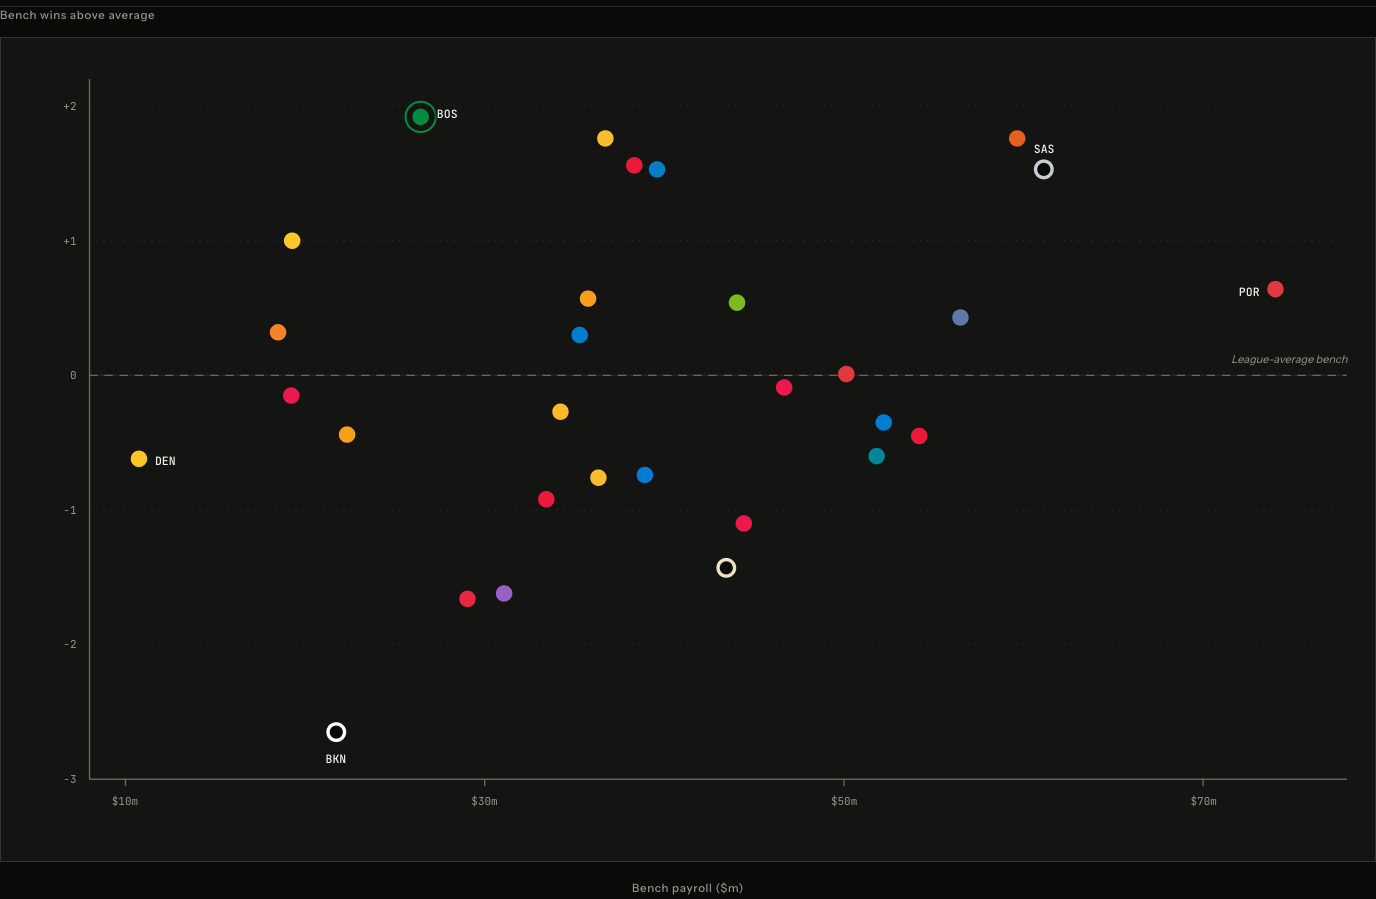 Bench wins above average
+2
BOS
SAS
+1
POR
League-average bench
0
DEN
-1
-2
BKN
-3
$10m
$30m
$50m
$70m
Bench payroll ($m)